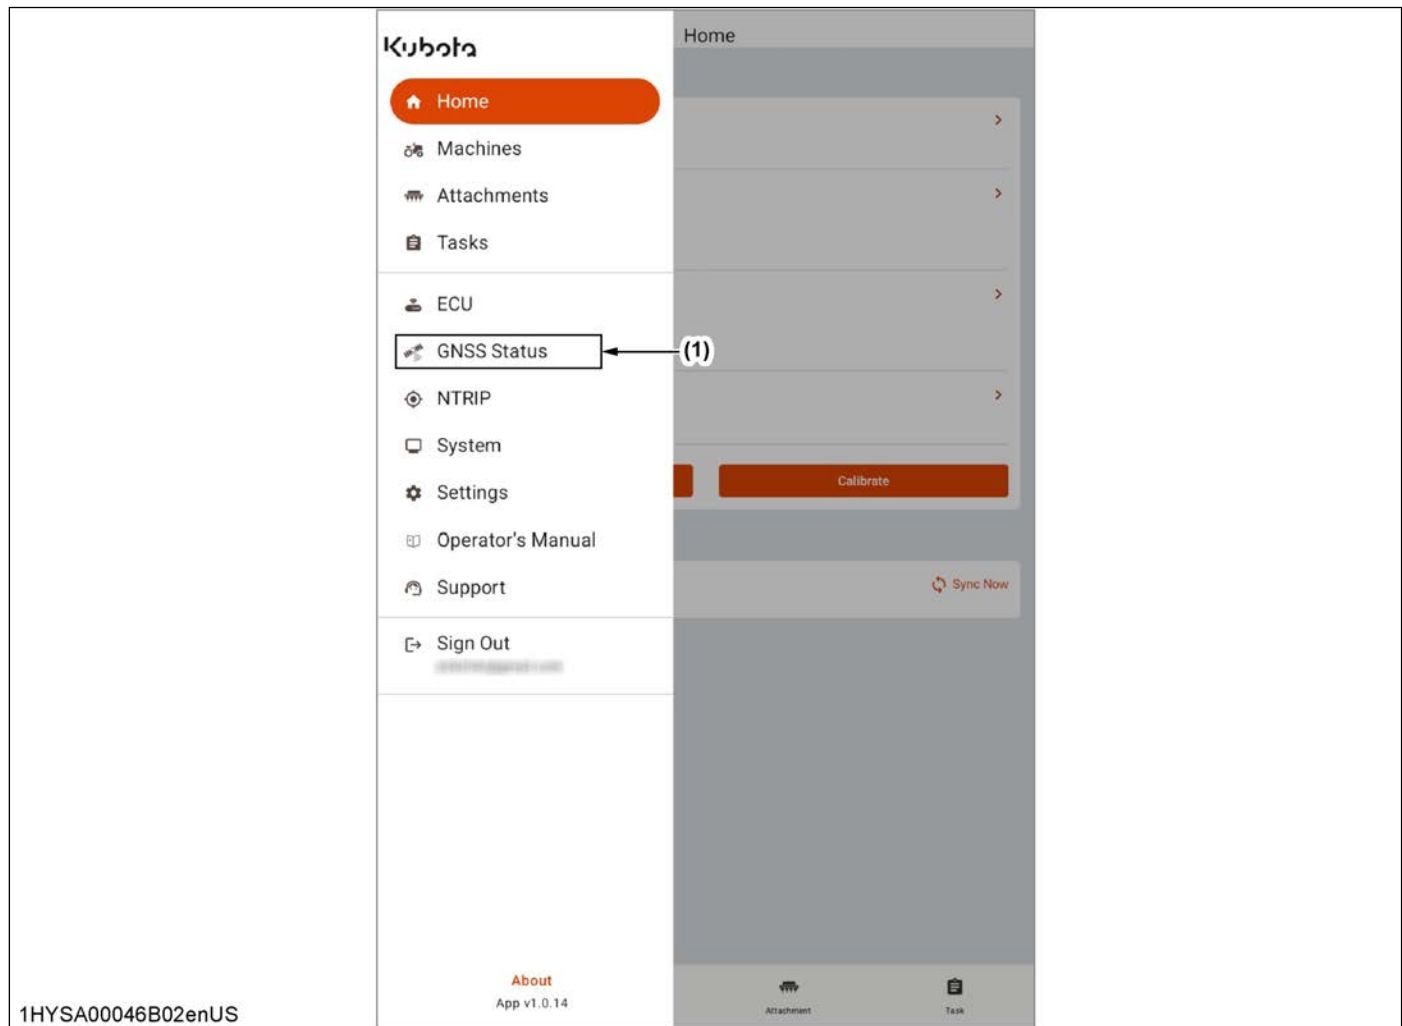 Kubota
Home
Home
Machines
Attachments
Tasks
ECU
GNSS Status
(1)
NTRIP
System
Calibrate
Settings
Operator's Manual
Support
Sync Now
Sign Out
About
App v1.0.14
Attachment
Task
1HYSA00046B02enUS